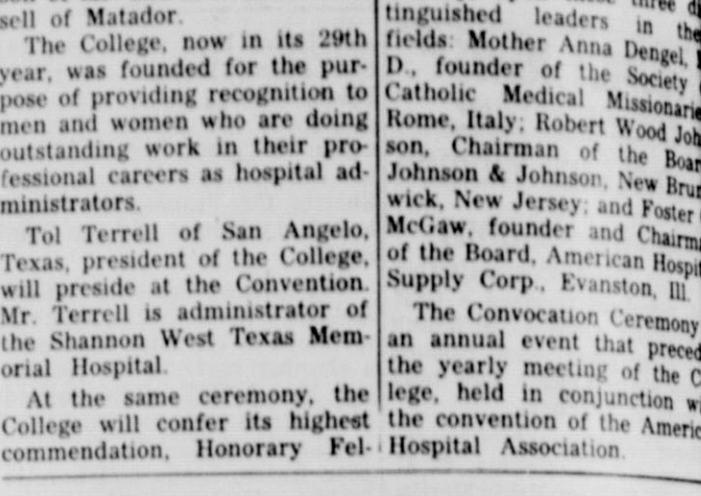 sell of Matador.
The College, now in its 29th
year, was founded for the pur-
pose of providing recognition to
men and women who are doing
outstanding work in their pro-
fessional careers as hospital ad-
ministrators.
Tol Terrell of San Angelo,
Texas, president of the College,
will preside at the Convention.
Mr. Terrell is administrator of
the Shannon West Texas Mem-
orial Hospital.
At the same ceremony, the
College will confer its highest
commendation, Honorary Fel-
three
tinguished leaders in the
fields: Mother Anna Dengel,
D., founder of the Society
Catholic Medical Missionarie
Rome, Italy; Robert Wood Joh
son, Chairman of the Boar
Johnson & Johnson, New Brun
wick, New Jersey; and Foster
McGaw, founder and Chairm
of the Board, American Hospit
Supply Corp., Evanston, Ill.
The Convocation Ceremony
an annual event that preced
the yearly meeting of the C
lege, held in conjunction w
the convention of the Americ
Hospital Association.